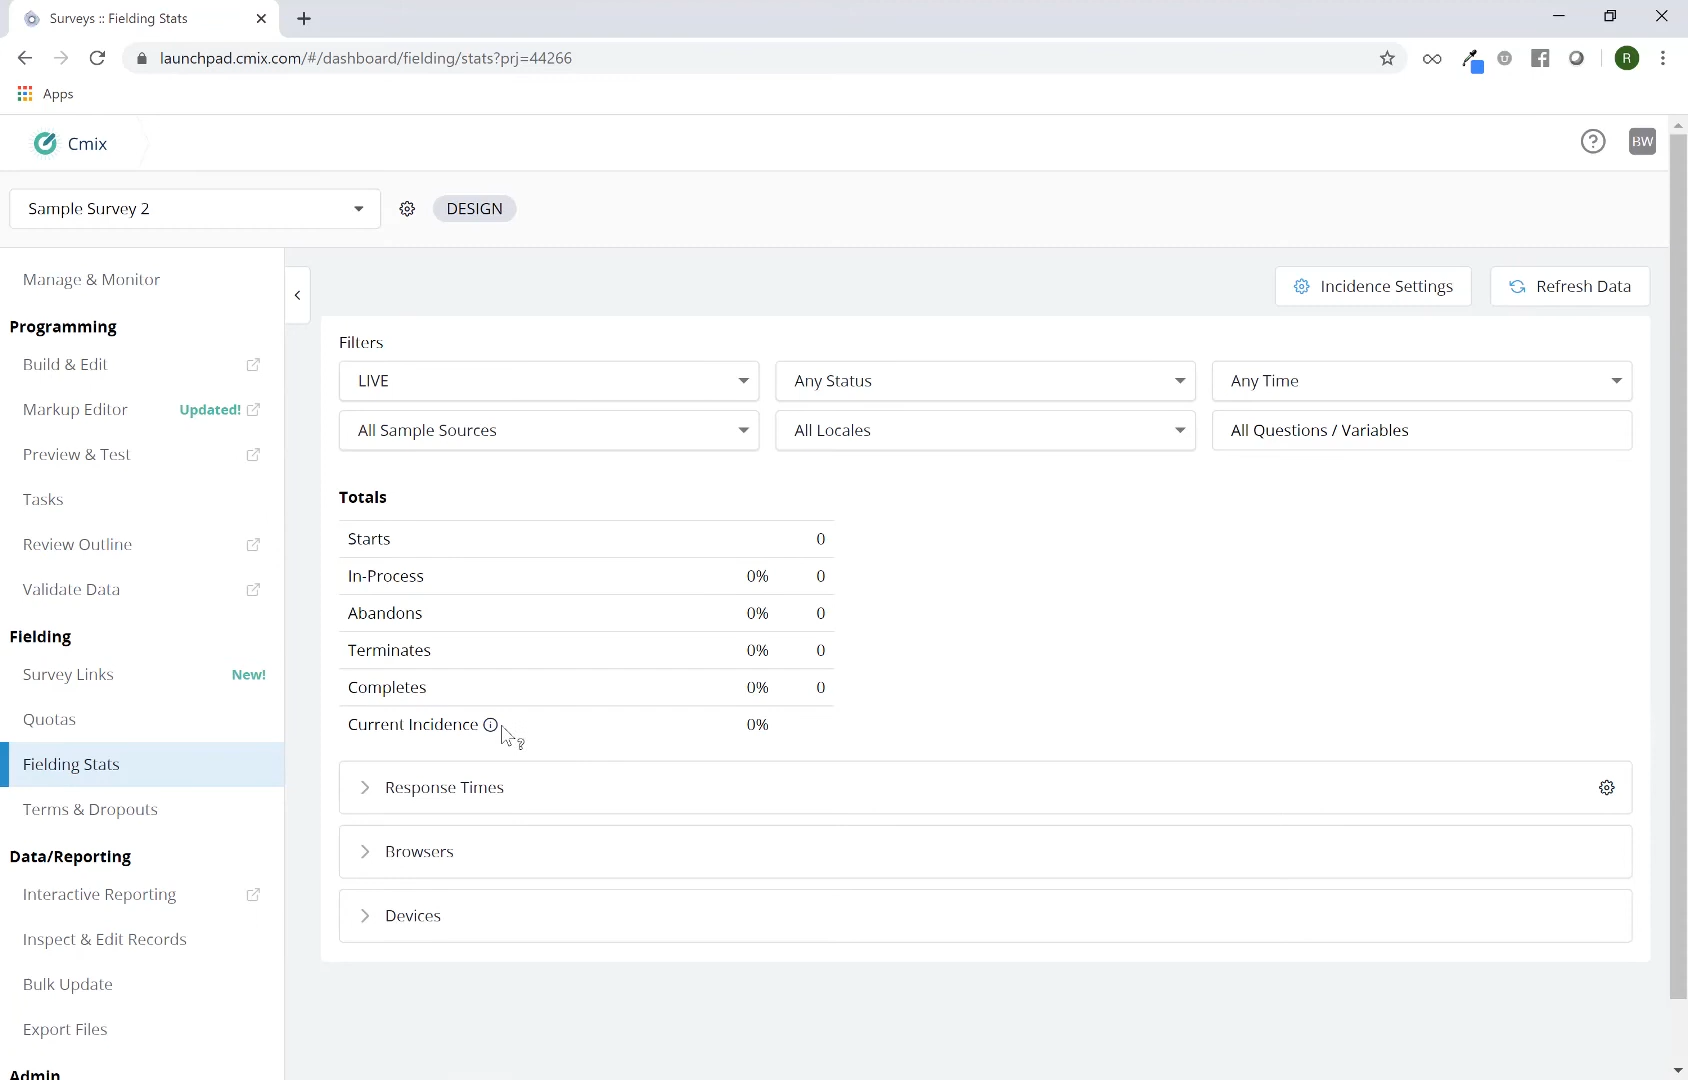 Surveys :: Fielding Stats
launchpad.cmix.com/#/dashboard/fielding/stats?prj=44266
R
Apps
Cmix
BW
Sample Survey 2
DESIGN
Manage & Monitor
Programming
Build & Edit
Markup Editor Updated!
Preview & Test
Tasks
Review Outline
Validate Data
Fielding
Survey Links New!
Quotas
Fielding Stats
Terms & Dropouts
Data/Reporting
Interactive Reporting
Inspect & Edit Records
Bulk Update
Export Files
Admin
Incidence Settings
Refresh Data
Filters
LIVE Any Status Any Time
All Sample Sources All Locales All Questions / Variables
Totals
Starts 0
In-Process 0% 0
Abandons 0% 0
Terminates 0% 0
Completes 0% 0
Current Incidence 0%
Response Times
Browsers
Devices